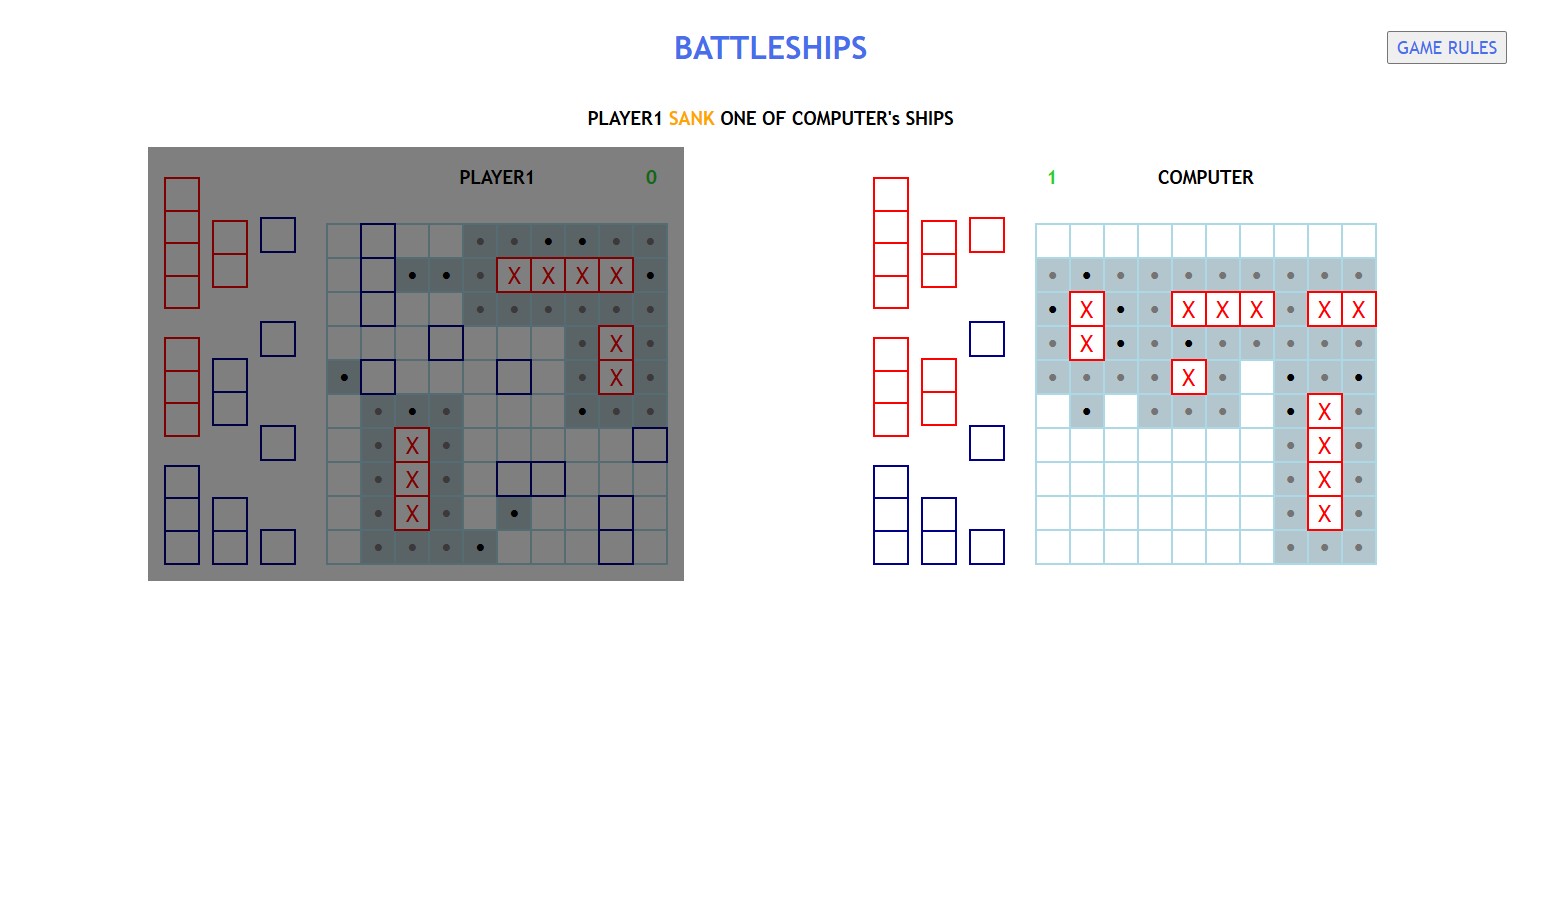 BATTLESHIPS
GAME RULES
PLAYER1 SANK ONE OF COMPUTER's SHIPS
PLAYER1 0
1 COMPUTER
X X X X
X
X
X
X
X
X X X X X X
X
X
X
X
X
X